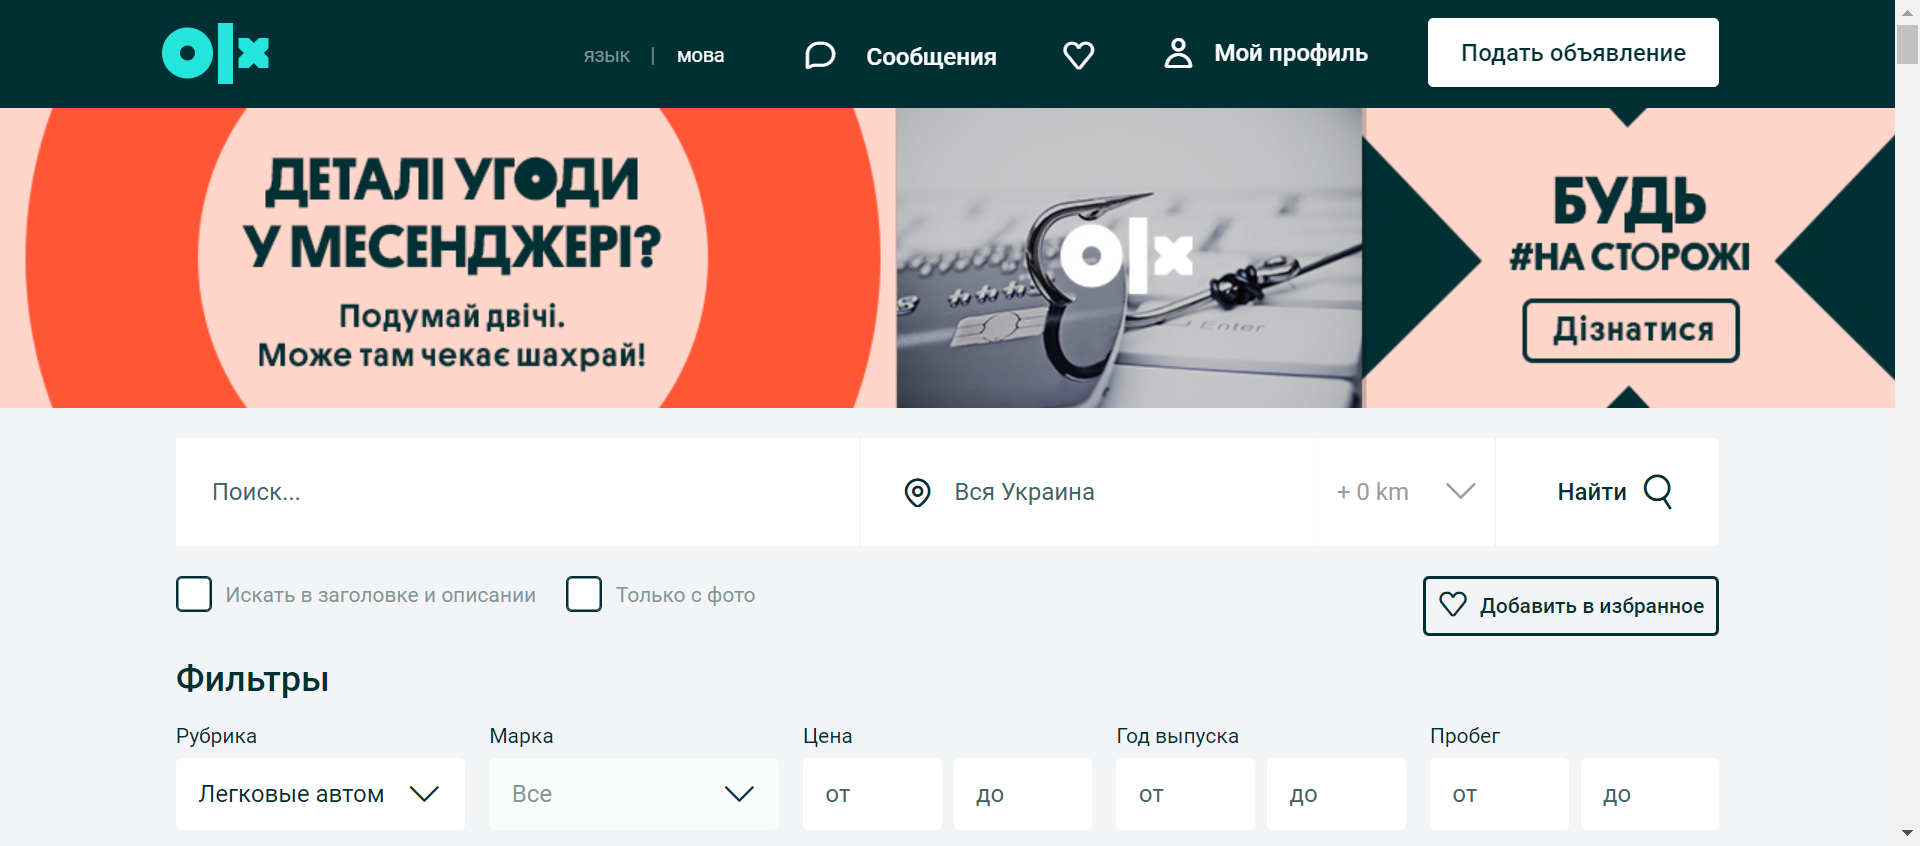 olx
язык | мова
Сообщения
Мой профиль
Подать объявление
ДЕТАЛІ УГОДИ
У МЕСЕНДЖЕРІ?
Подумай двічі.
Може там чекає шахрай!
olx
Enter
БУДЬ
#НА СТОРОЖІ
Дізнатися
Поиск...
Вся Украина
+ 0 km
Найти
Искать в заголовке и описании
Только с фото
Добавить в избранное
Фильтры
Рубрика
Марка
Цена
Год выпуска
Пробег
Легковые автом
Все
от
до
от
до
от
до